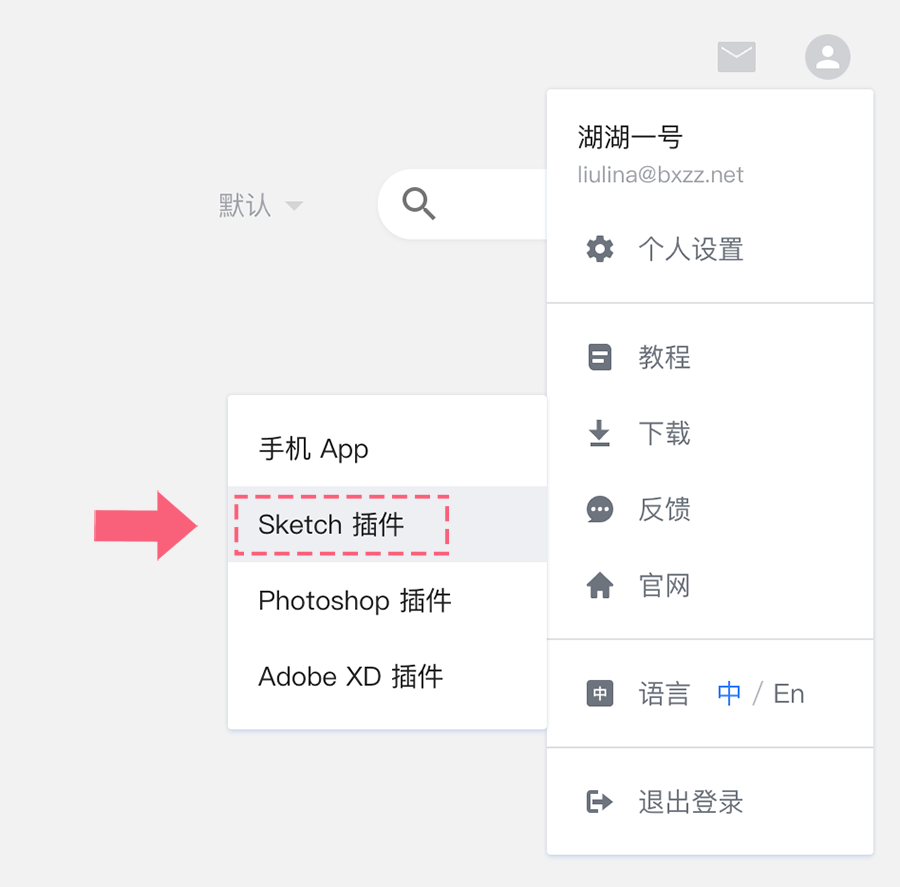 湖湖一号
liulina@bxzz.net
默认
个人设置
教程
下载
反馈
官网
手机 App
Sketch 插件
Photoshop 插件
Adobe XD 插件
中 语言 中 / En
退出登录